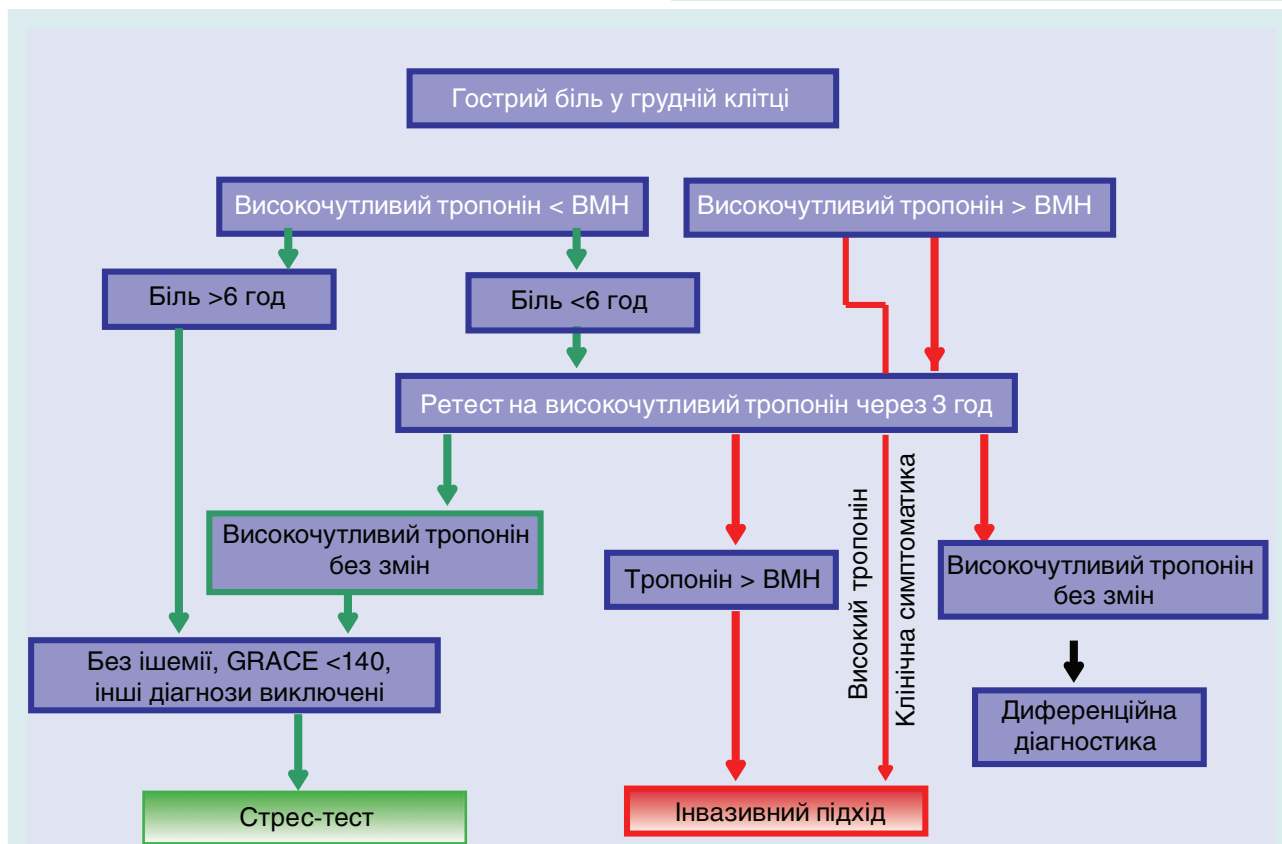 Гострий біль у грудній клітці
Високочутливий тропонін < ВМН
Високочутливий тропонін > ВМН
Біль >6 год
Біль <6 год
Ретест на високочутливий тропонін через 3 год
Високочутливий тропонін
без змін
Тропонін > ВМН
Високий тропонін
Клінічна симптоматика
Високочутливий тропонін
без змін
Без ішемії, GRACE <140,
інші діагнози виключені
Диференційна
діагностика
Стрес-тест
Інвазивний підхід